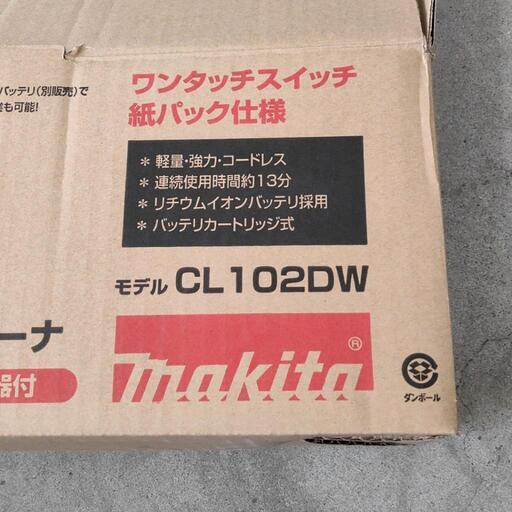 バッテリ(別販売)で
も可能!
ワンタッチスイッチ
紙パック仕様
* 軽量・強力・コードレス
* 連続使用時間約13分
* リチウムイオンバッテリ採用
* バッテリカートリッジ式
モデル CL102DW
ーナ
器付
makita®
ダンボール